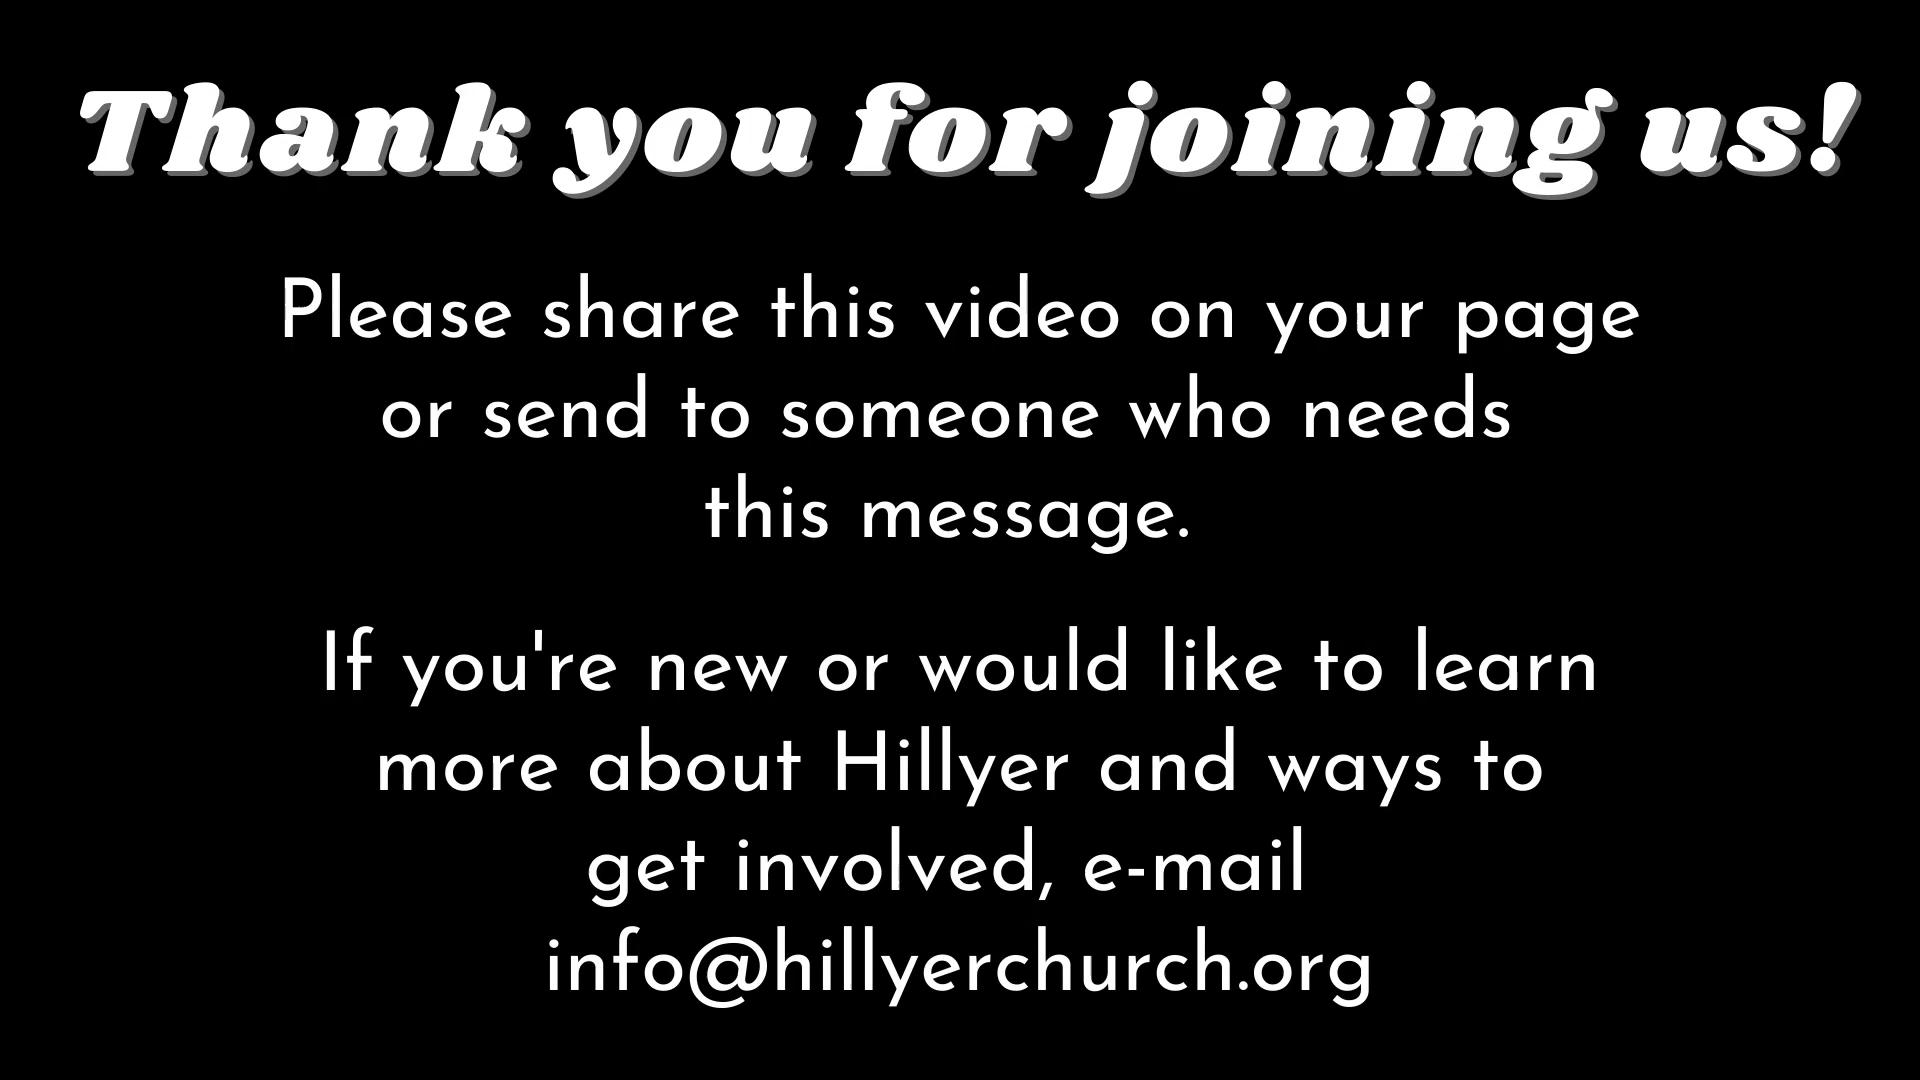 Thank you for joining us!
Please share this video on your page
or send to someone who needs
this message.
If you're new or would like to learn
more about Hillyer and ways to
get involved, e-mail
info@hillyerchurch.org